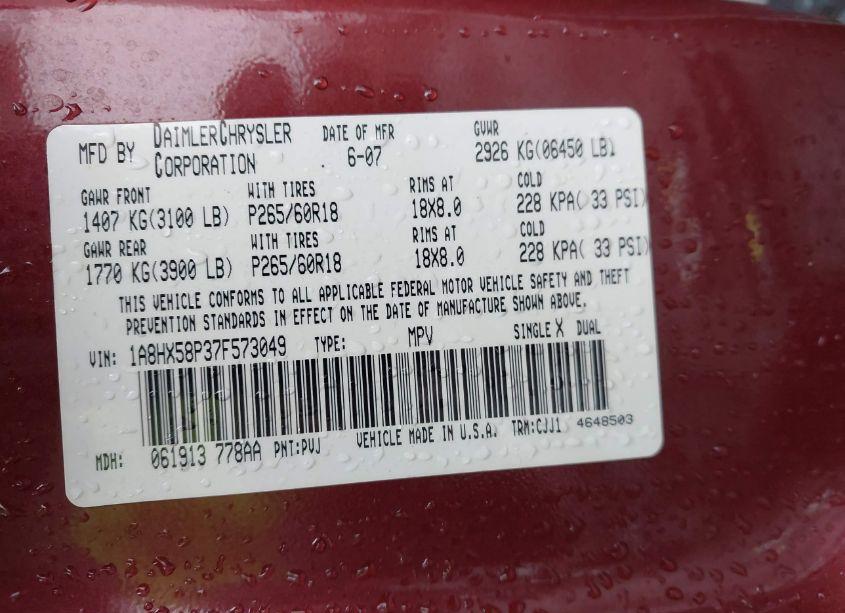 MFD BY DAIMLERCHRYSLER CORPORATION DATE OF MFR 6-07 GVWR 2926 KG(06450 LB)
GAWR FRONT WITH TIRES RIMS AT COLD
1407 KG(3100 LB) P265/60R18 18X8.0 228 KPA( 33 PSI)
GAWR REAR WITH TIRES RIMS AT COLD
1770 KG(3900 LB) P265/60R18 18X8.0 228 KPA( 33 PSI)
THIS VEHICLE CONFORMS TO ALL APPLICABLE FEDERAL MOTOR VEHICLE SAFETY AND THEFT
PREVENTION STANDARDS IN EFFECT ON THE DATE OF MANUFACTURE SHOWN ABOVE.
VIN: 1A8HX58P37F573049 TYPE: MPV SINGLE X DUAL
MDH: 061913 778AA PNT:PVJ VEHICLE MADE IN U.S.A. TRM:CJJ1 4648503